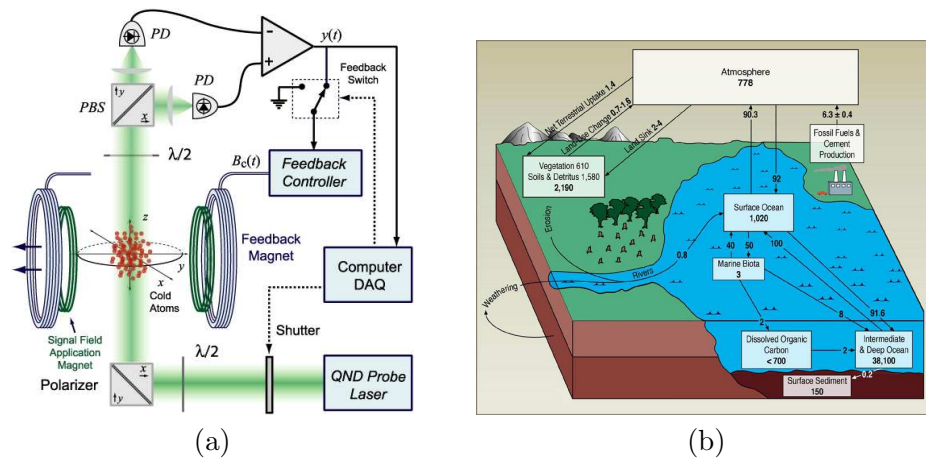 PD
y(t)
-
+
Feedback
Switch
PD
PBS
y
x
λ/2
B_c(t)
Feedback
Controller
z
Feedback
Magnet
y
x
Cold
Atoms
Computer
DAQ
Signal Field
Application
Magnet
Shutter
λ/2
Polarizer
x
y
QND Probe
Laser
(a)
Atmosphere
778
Net Terrestrial Uptake 1.4
Land Use Change 0.7-1.6
Land Sink 2-4
90.3
6.3 ± 0.4
Fossil Fuels &
Cement
Production
Vegetation 610
Soils & Detritus 1,580
2,190
92
Surface Ocean
1,020
Erosion
40
50
100
0.8
Rivers
Marine Biota
3
Weathering
91.6
8
2
Dissolved Organic
Carbon
<700
2
Intermediate
& Deep Ocean
38,100
0.2
Surface Sediment
150
(b)